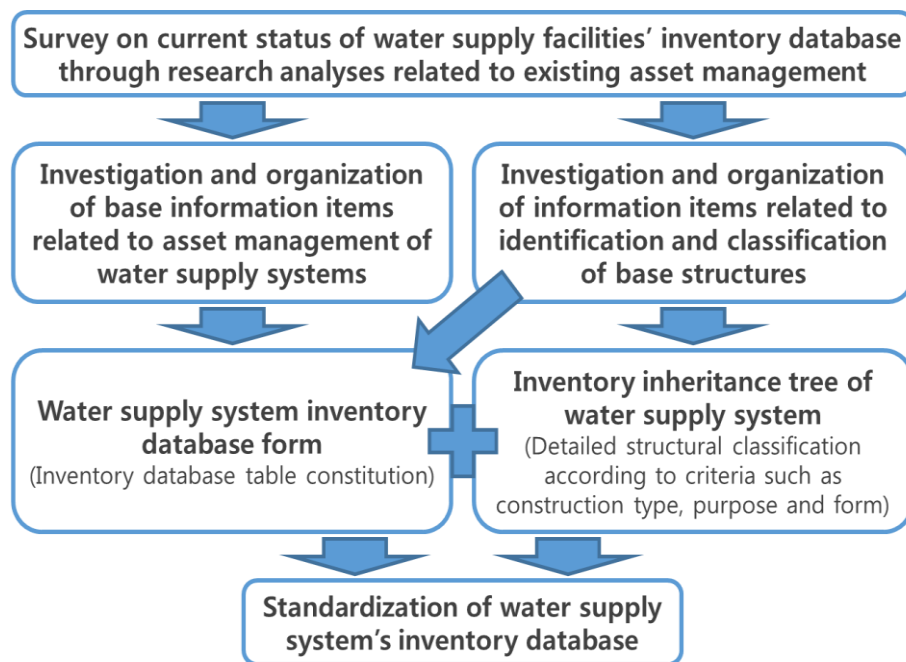 Survey on current status of water supply facilities’ inventory database
through research analyses related to existing asset management
Investigation and organization
of base information items
related to asset management of
water supply systems
Investigation and organization
of information items related to
identification and classification
of base structures
Water supply system inventory
database form
(Inventory database table constitution)
Inventory inheritance tree of
water supply system
(Detailed structural classification
according to criteria such as
construction type, purpose and form)
Standardization of water supply
system’s inventory database